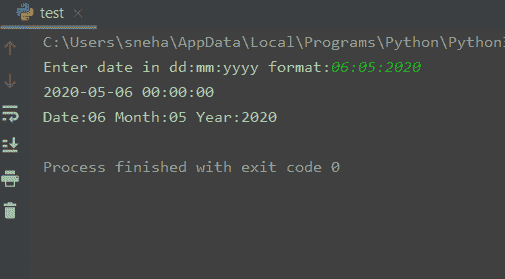 test
C:\Users\sneha\AppData\Local\Programs\Python\Python3
Enter date in dd:mm:yyyy format:06:05:2020
2020-05-06 00:00:00
Date:06 Month:05 Year:2020
Process finished with exit code 0